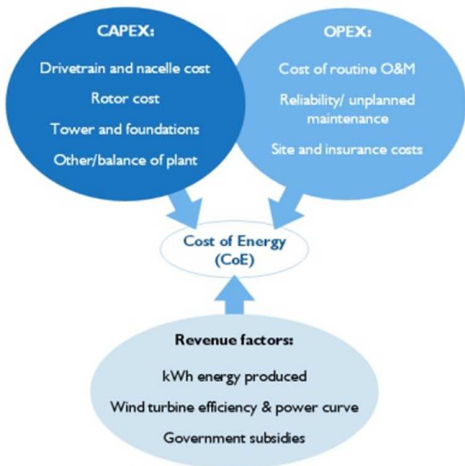 CAPEX:
Drivetrain and nacelle cost
Rotor cost
Tower and foundations
Other/balance of plant
OPEX:
Cost of routine O&M
Reliability/ unplanned
maintenance
Site and insurance costs
Cost of Energy
(CoE)
Revenue factors:
kWh energy produced
Wind turbine efficiency & power curve
Government subsidies